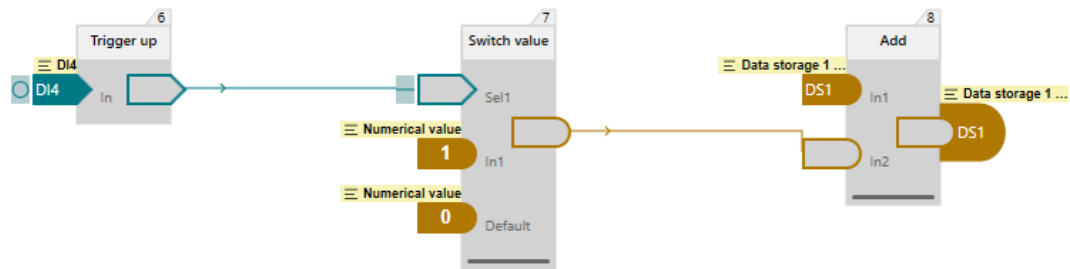 6
Trigger up
DI4
DI4
In
7
Switch value
Sel1
Numerical value
1
In1
Numerical value
0
Default
8
Add
Data storage 1 ...
DS1
In1
Data storage 1 ...
DS1
In2